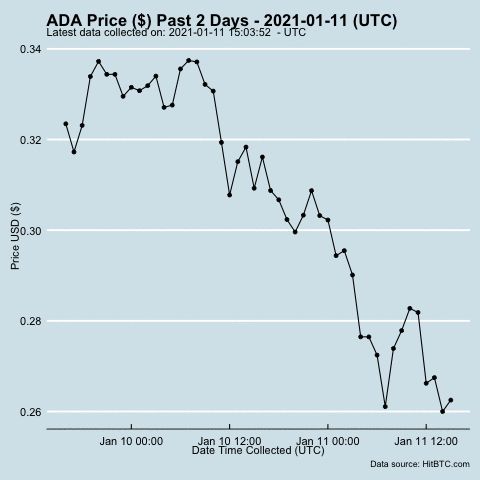 ADA Price ($) Past 2 Days - 2021-01-11 (UTC)
Latest data collected on: 2021-01-11 15:03:52 - UTC
0.34
0.32
0.30
0.28
0.26
Price USD ($)
Jan 10 00:00 Jan 10 12:00 Jan 11 00:00 Jan 11 12:00
Date Time Collected (UTC)
Data source: HitBTC.com